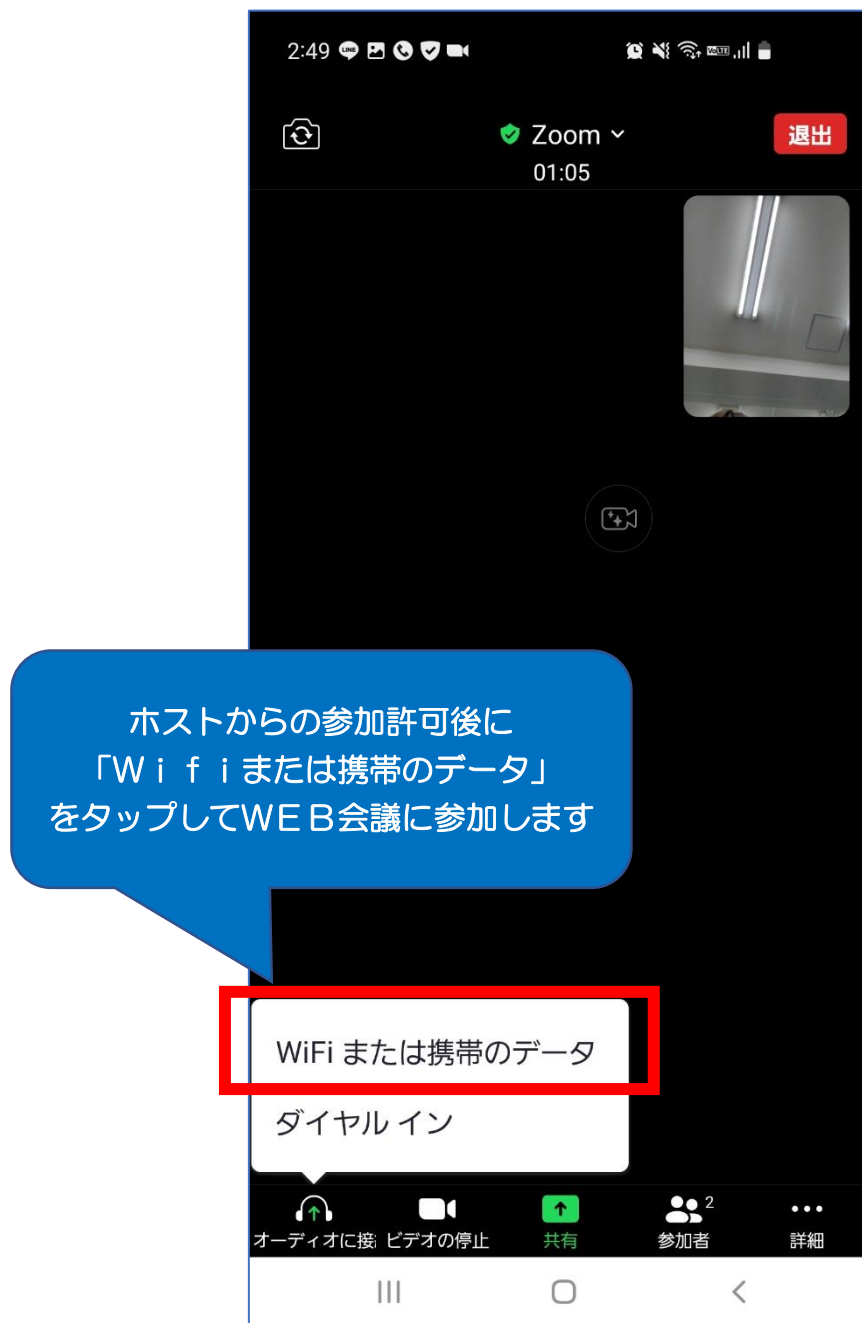 2:49
Zoom
退出
01:05
ホストからの参加許可後に
「Ｗｉｆｉまたは携帯のデータ」
をタップしてＷＥＢ会議に参加します
WiFi または携帯のデータ
ダイヤル イン
2
オーディオに接 ビデオの停止 共有 参加者 詳細